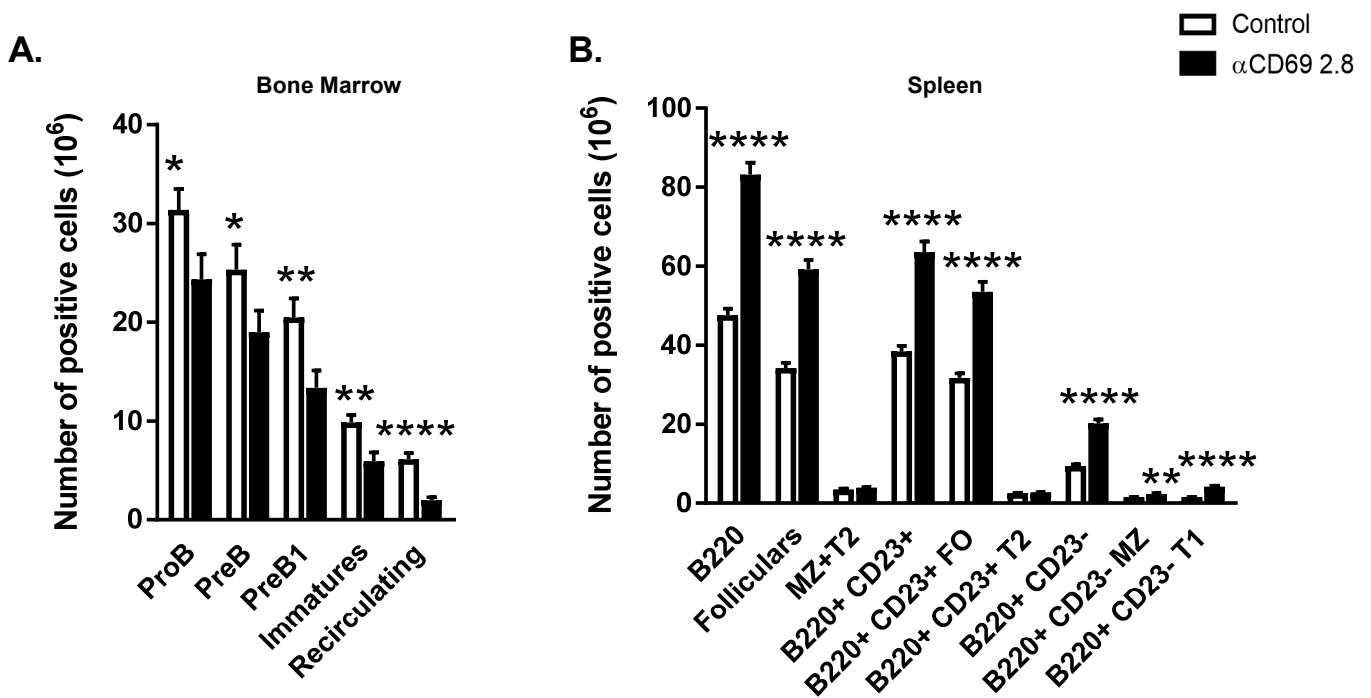 Control
αCD69 2.8
A.
Bone Marrow
Number of positive cells (10⁶)
40
30
20
10
0
*
*
**
**
****
ProB
PreB
PreB1
Immatures
Recirculating
B.
Spleen
Number of positive cells (10⁶)
100
80
60
40
20
0
****
****
****
****
****
**
****
B220
Folliculars
MZ+T2
B220+ CD23+
B220+ CD23+ FO
B220+ CD23+ T2
B220+ CD23-
B220+ CD23- MZ
B220+ CD23- T1